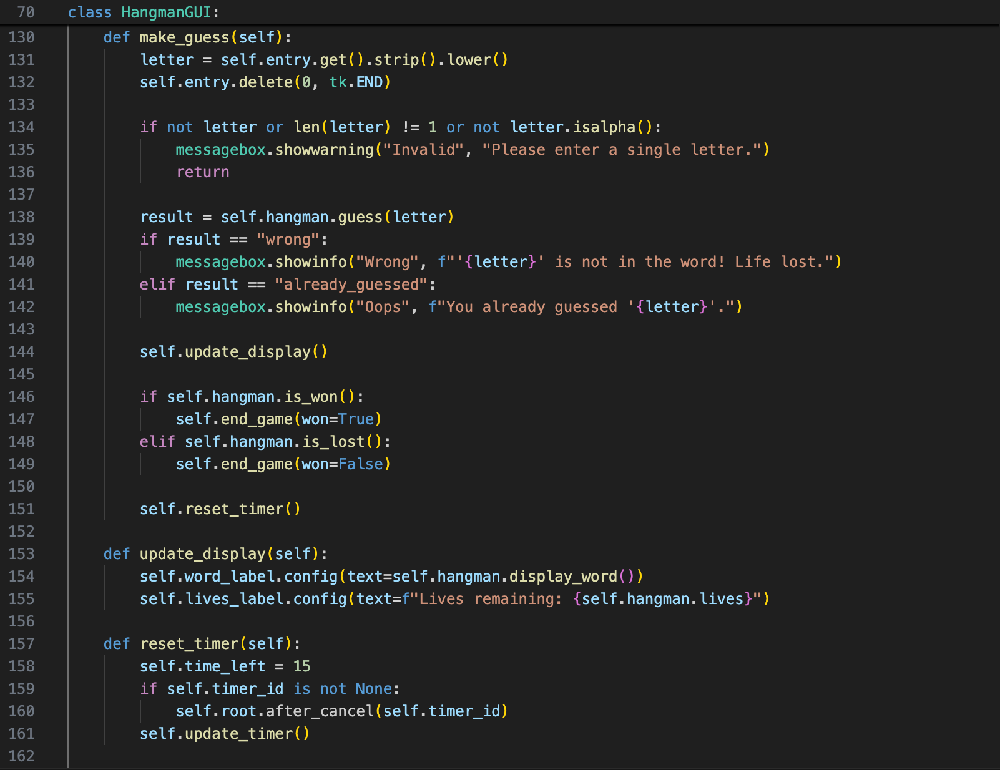 70 class HangmanGUI:
130 def make_guess(self):
131 letter = self.entry.get().strip().lower()
132 self.entry.delete(0, tk.END)
133
134 if not letter or len(letter) != 1 or not letter.isalpha():
135 messagebox.showwarning("Invalid", "Please enter a single letter.")
136 return
137
138 result = self.hangman.guess(letter)
139 if result == "wrong":
140 messagebox.showinfo("Wrong", f"'{letter}' is not in the word! Life lost.")
141 elif result == "already_guessed":
142 messagebox.showinfo("Oops", f"You already guessed '{letter}'.")
143
144 self.update_display()
145
146 if self.hangman.is_won():
147 self.end_game(won=True)
148 elif self.hangman.is_lost():
149 self.end_game(won=False)
150
151 self.reset_timer()
152
153 def update_display(self):
154 self.word_label.config(text=self.hangman.display_word())
155 self.lives_label.config(text=f"Lives remaining: {self.hangman.lives}")
156
157 def reset_timer(self):
158 self.time_left = 15
159 if self.timer_id is not None:
160 self.root.after_cancel(self.timer_id)
161 self.update_timer()
162